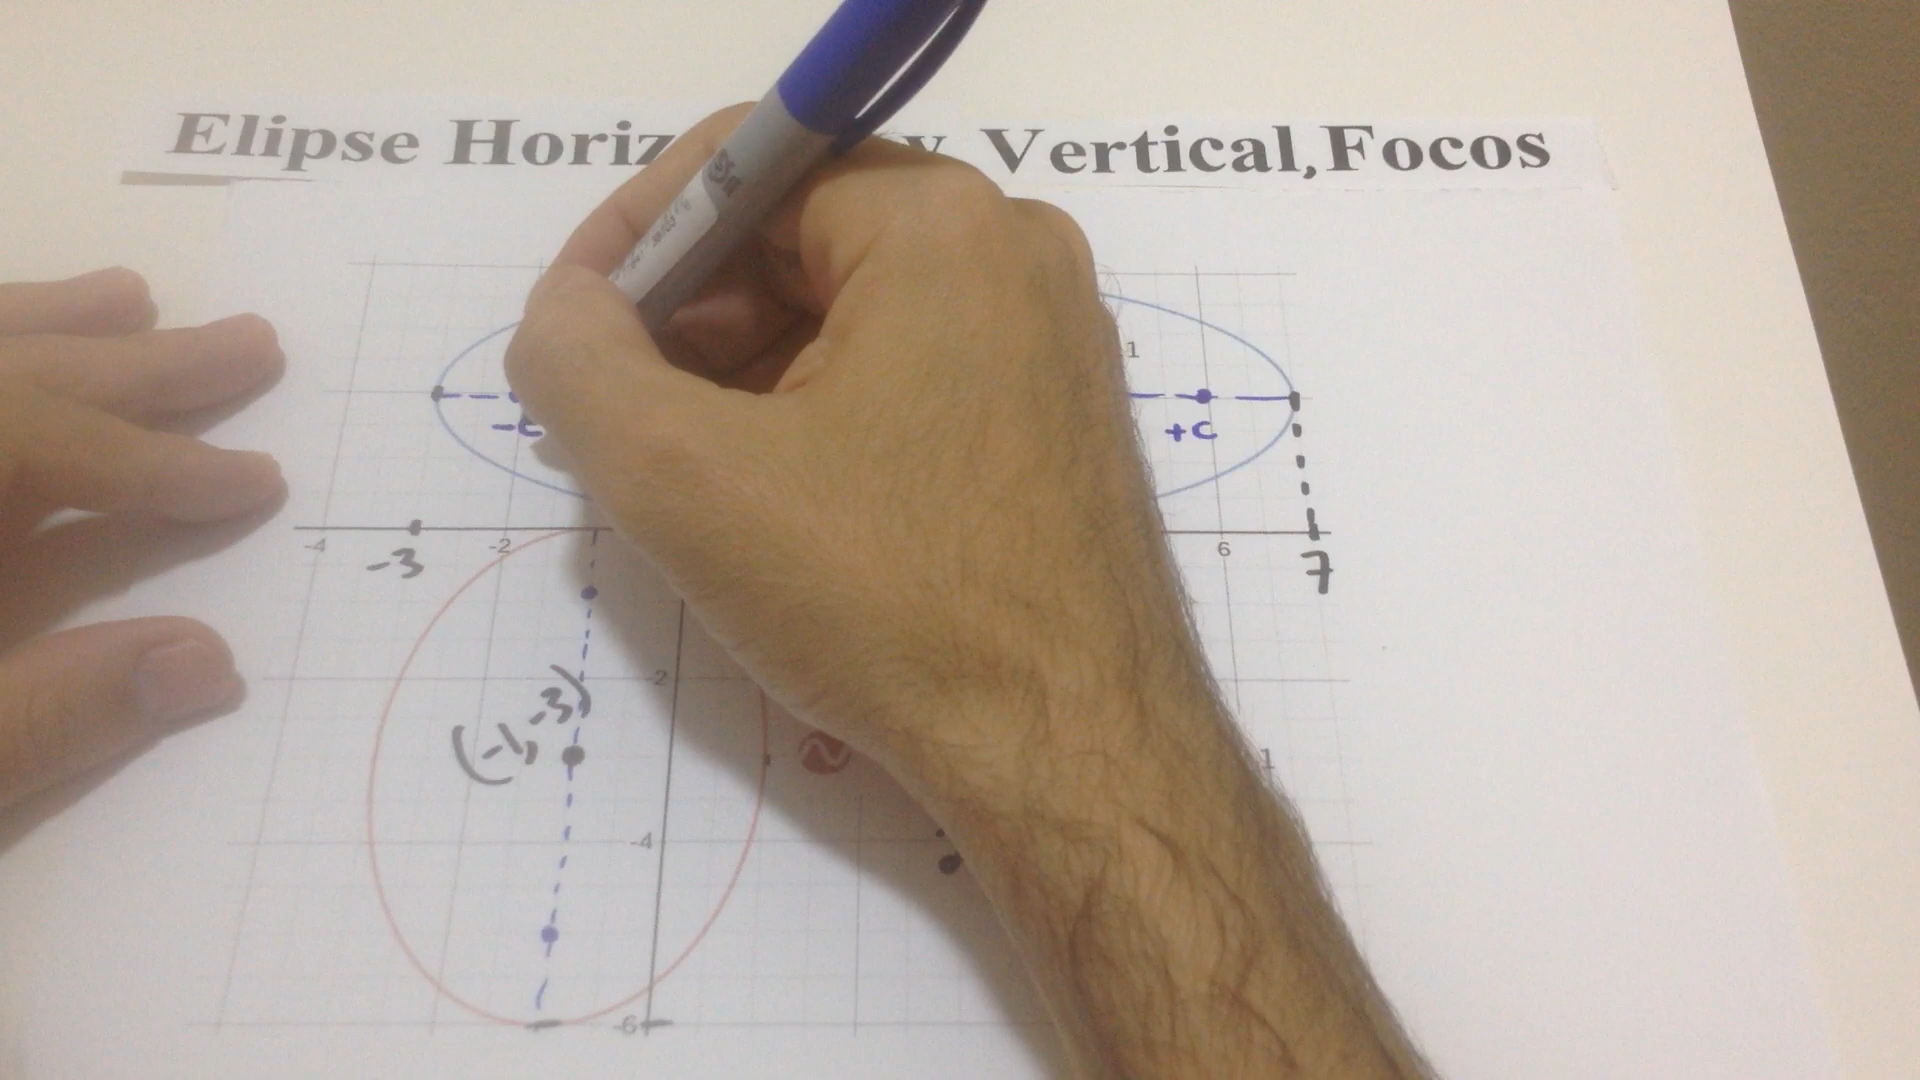 Elipse Horiz y Vertical,Focos
1
-c +c
-4 -2 6
-3 7
-2
(-1,-3)
1
-4
-6